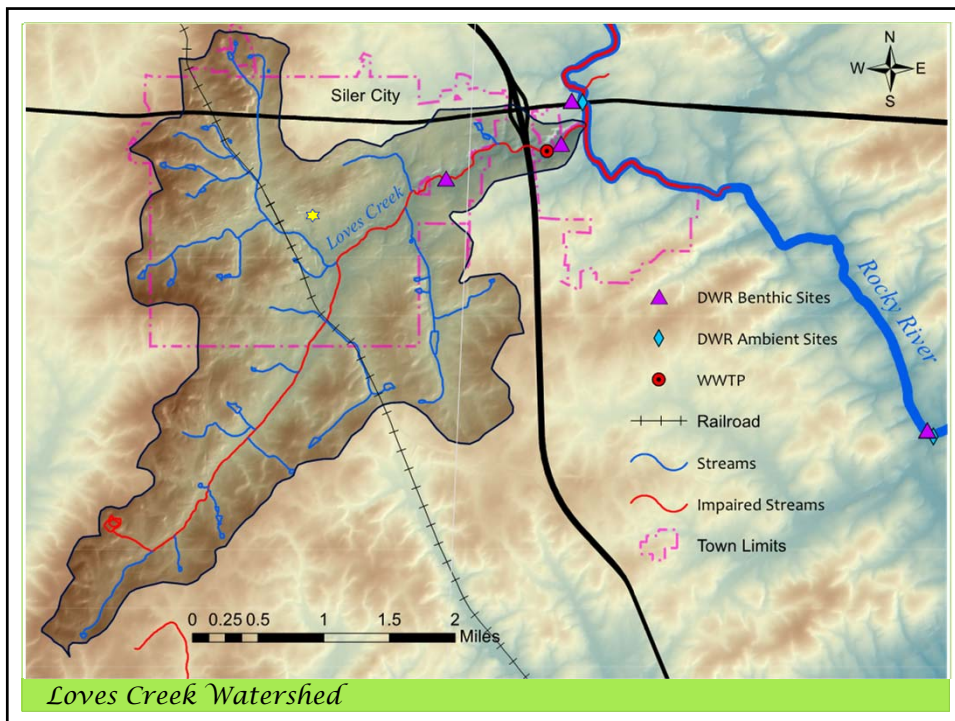 N
W E
S
Siler City
Loves Creek
Rocky River
DWR Benthic Sites
DWR Ambient Sites
WWTP
Railroad
Streams
Impaired Streams
Town Limits
0 0.25 0.5 1 1.5 2
Miles
Loves Creek Watershed